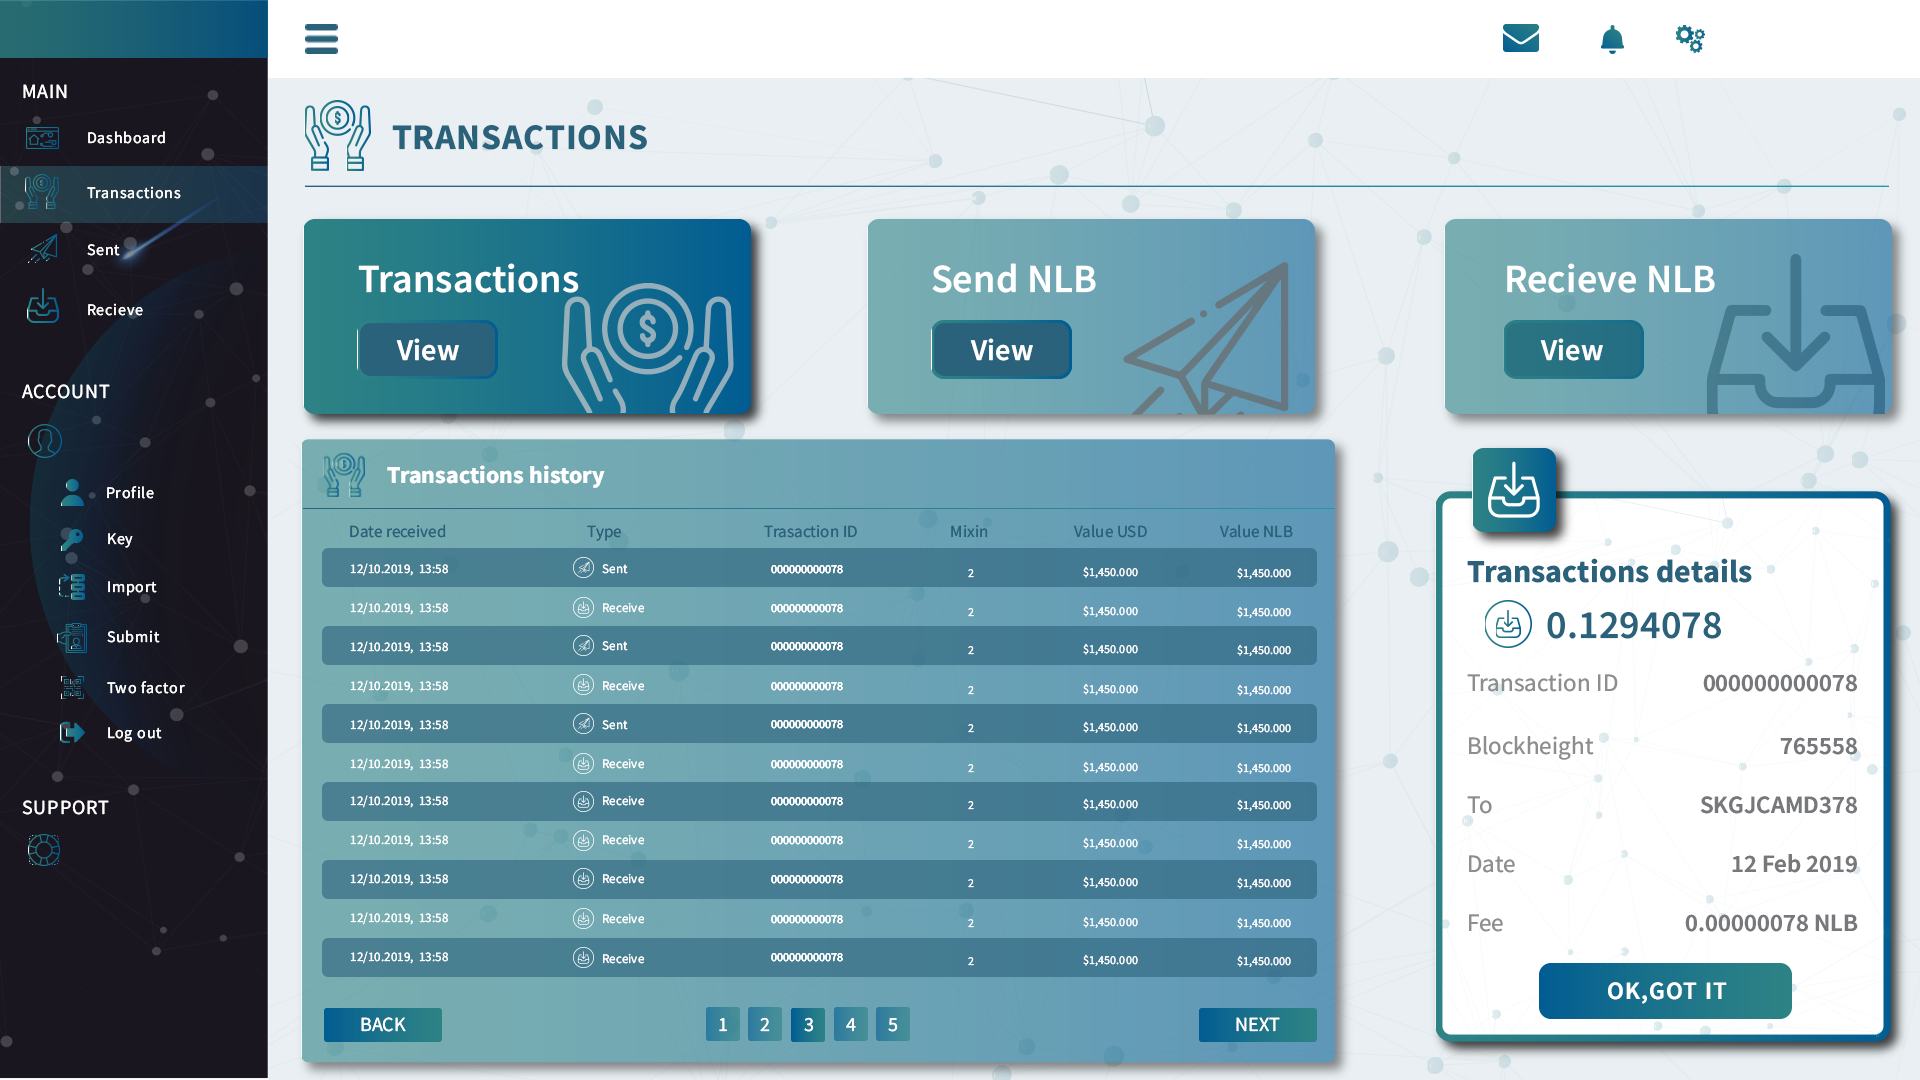 MAIN
Dashboard
Transactions
Sent
Recieve
ACCOUNT
Profile
Key
Import
Submit
Two factor
Log out
SUPPORT
TRANSACTIONS
Transactions
View
Send NLB
View
Recieve NLB
View
Transactions history
Date received Type Trasaction ID Mixin Value USD Value NLB
12/10.2019, 13:58 Sent 000000000078 2 $1,450.000 $1,450.000
12/10.2019, 13:58 Receive 000000000078 2 $1,450.000 $1,450.000
12/10.2019, 13:58 Sent 000000000078 2 $1,450.000 $1,450.000
12/10.2019, 13:58 Receive 000000000078 2 $1,450.000 $1,450.000
12/10.2019, 13:58 Sent 000000000078 2 $1,450.000 $1,450.000
12/10.2019, 13:58 Receive 000000000078 2 $1,450.000 $1,450.000
12/10.2019, 13:58 Receive 000000000078 2 $1,450.000 $1,450.000
12/10.2019, 13:58 Receive 000000000078 2 $1,450.000 $1,450.000
12/10.2019, 13:58 Receive 000000000078 2 $1,450.000 $1,450.000
12/10.2019, 13:58 Receive 000000000078 2 $1,450.000 $1,450.000
12/10.2019, 13:58 Receive 000000000078 2 $1,450.000 $1,450.000
BACK 1 2 3 4 5 NEXT
Transactions details
0.1294078
Transaction ID 000000000078
Blockheight 765558
To SKGJCAMD378
Date 12 Feb 2019
Fee 0.00000078 NLB
OK,GOT IT